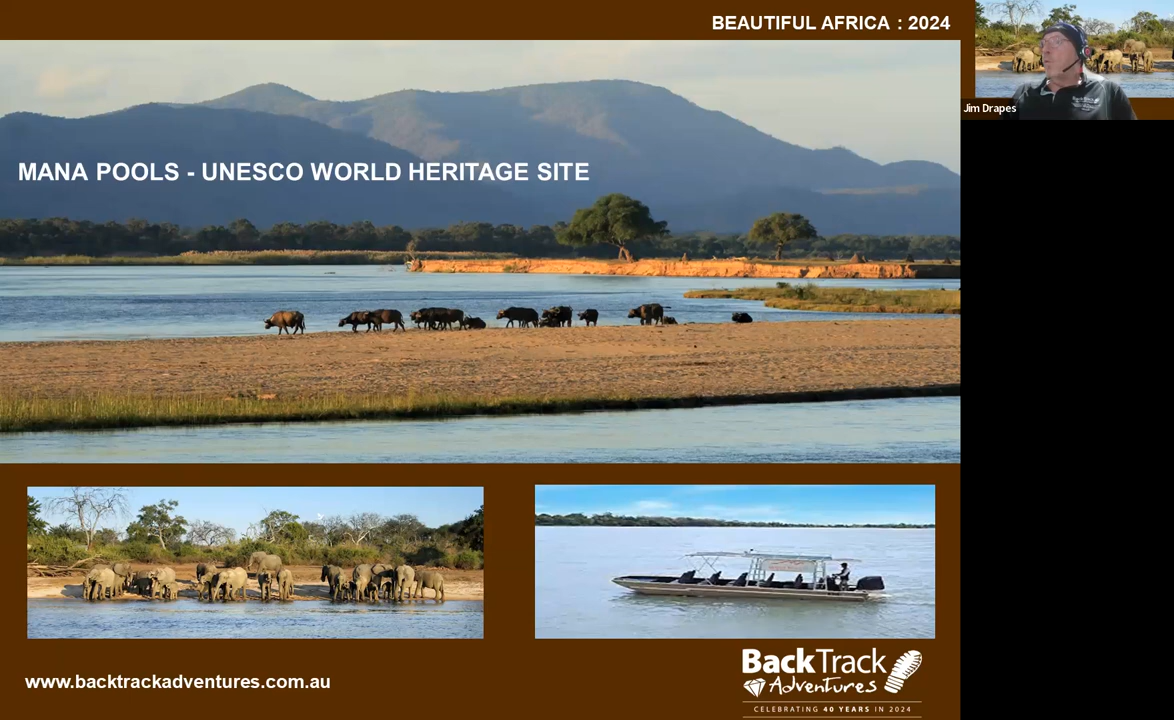 BEAUTIFUL AFRICA : 2024
Jim Drapes
MANA POOLS - UNESCO WORLD HERITAGE SITE
www.backtrackadventures.com.au
BackTrack
Adventures
CELEBRATING 40 YEARS IN 2024